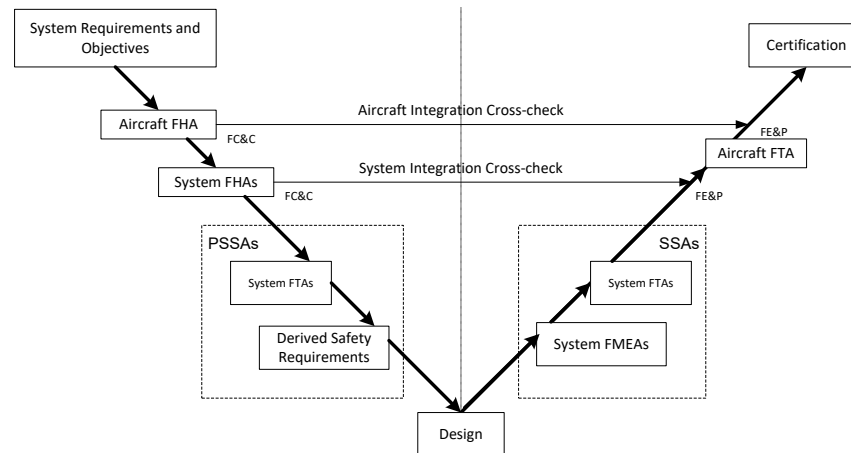 System Requirements and
Objectives
Certification
Aircraft Integration Cross-check
Aircraft FHA
FC&C
FE&P
Aircraft FTA
System Integration Cross-check
System FHAs
FC&C
FE&P
PSSAs
SSAs
System FTAs
System FTAs
Derived Safety
Requirements
System FMEAs
Design